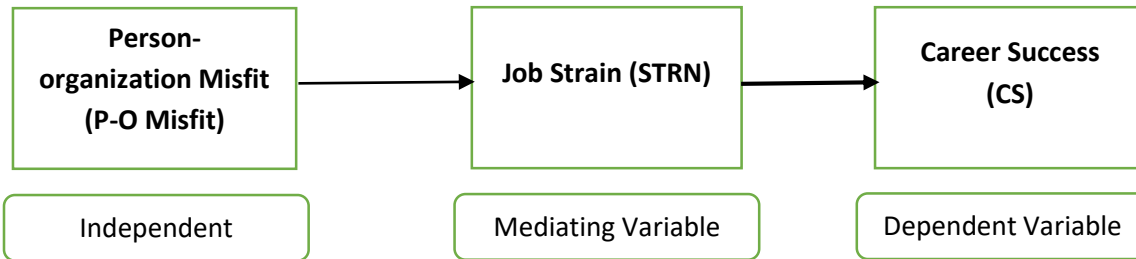 Person-
organization Misfit
(P-O Misfit)
Job Strain (STRN)
Career Success
(CS)
Independent
Mediating Variable
Dependent Variable